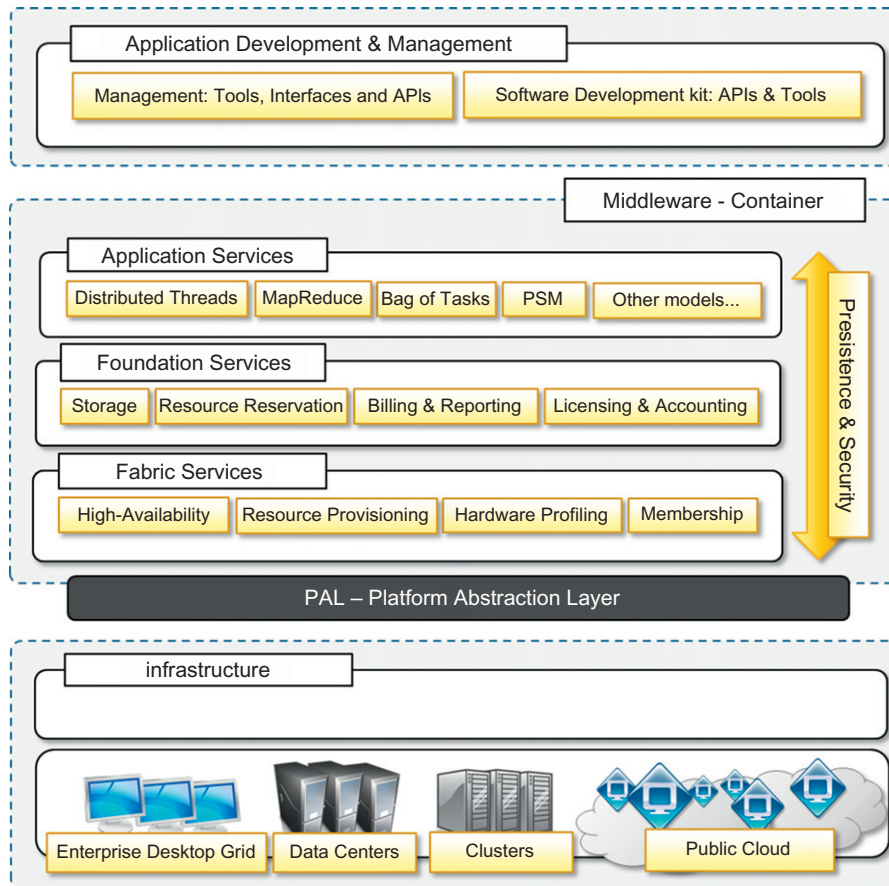 Application Development & Management
Management: Tools, Interfaces and APIs
Software Development kit: APIs & Tools
Middleware - Container
Application Services
Distributed Threads
MapReduce
Bag of Tasks
PSM
Other models...
Foundation Services
Storage
Resource Reservation
Billing & Reporting
Licensing & Accounting
Fabric Services
High-Availability
Resource Provisioning
Hardware Profiling
Membership
Presistence & Security
PAL – Platform Abstraction Layer
infrastructure
Enterprise Desktop Grid
Data Centers
Clusters
Public Cloud